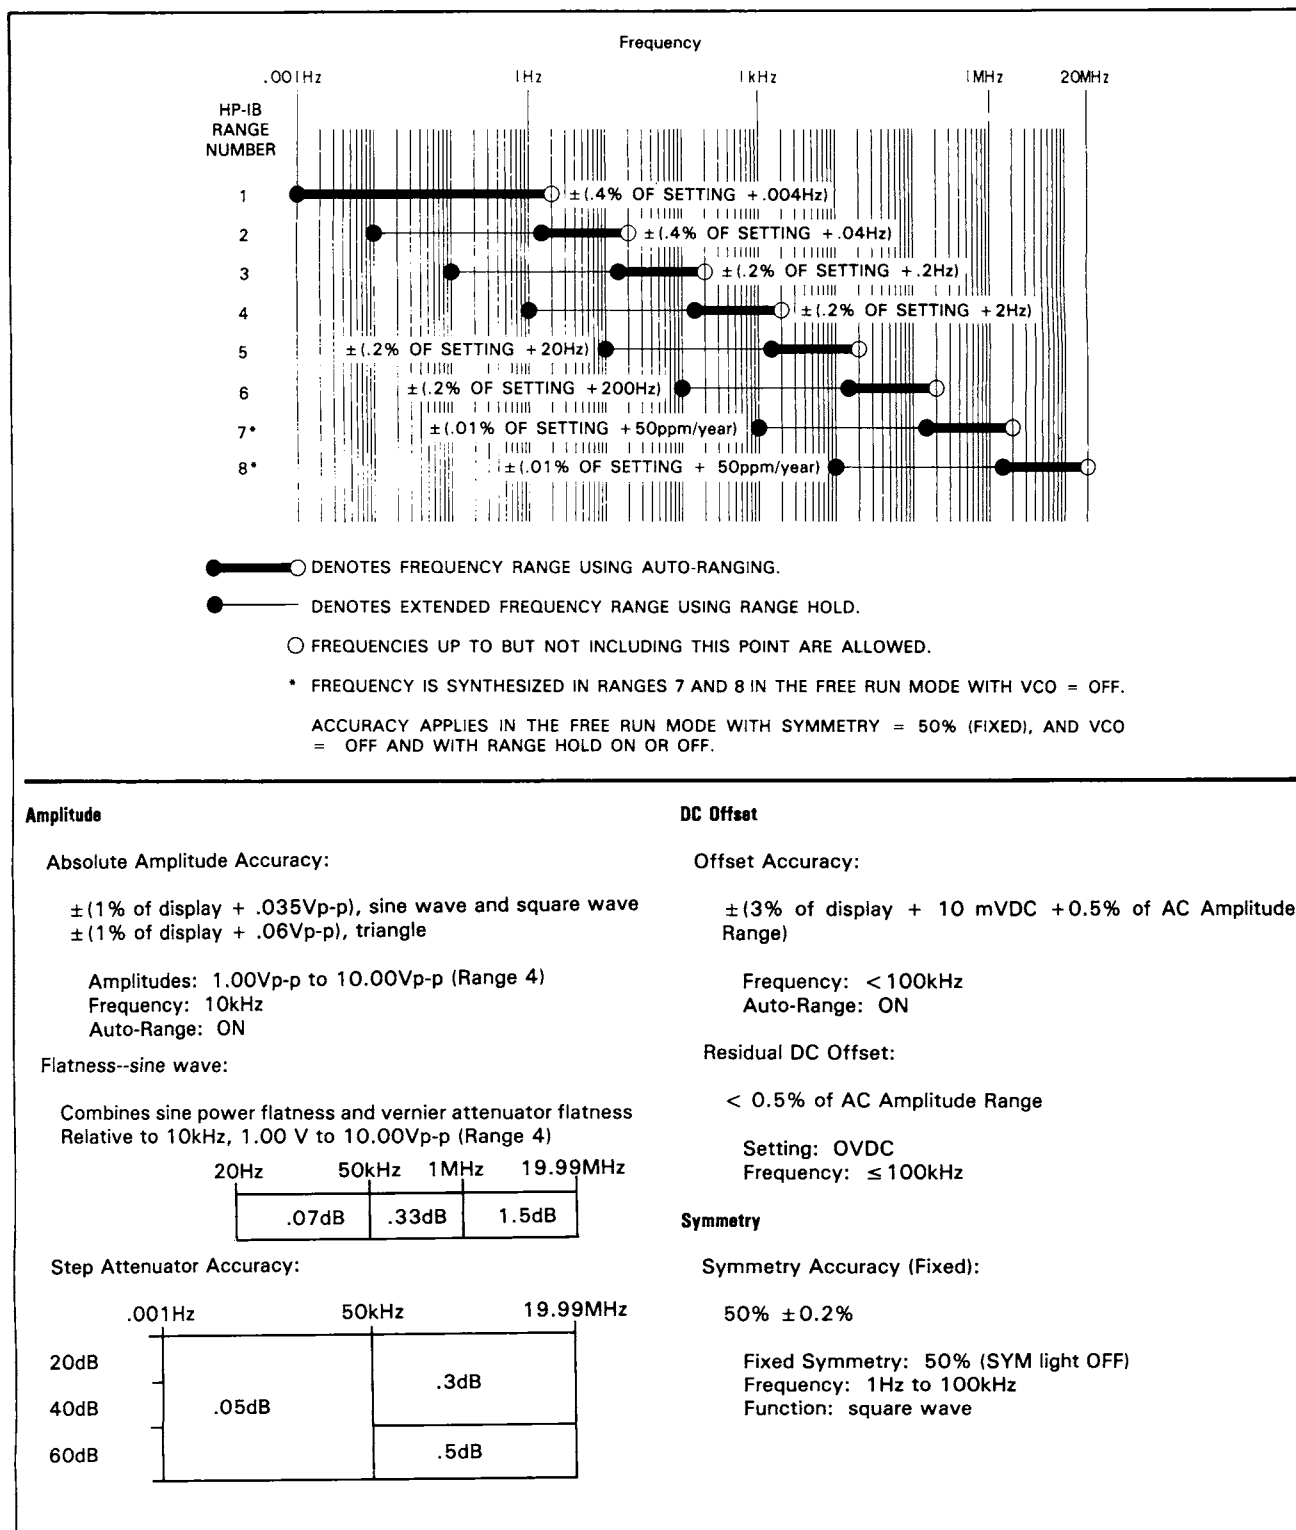 Frequency
.001Hz 1Hz 1kHz 1MHz 20MHz
HP-IB
RANGE
NUMBER
1 ±(.4% OF SETTING +.004Hz)
2 ±(.4% OF SETTING +.04Hz)
3 ±(.2% OF SETTING +.2Hz)
4 ±(.2% OF SETTING +2Hz)
5 ±(.2% OF SETTING +20Hz)
6 ±(.2% OF SETTING +200Hz)
7* ±(.01% OF SETTING +50ppm/year)
8* ±(.01% OF SETTING + 50ppm/year)
DENOTES FREQUENCY RANGE USING AUTO-RANGING.
DENOTES EXTENDED FREQUENCY RANGE USING RANGE HOLD.
FREQUENCIES UP TO BUT NOT INCLUDING THIS POINT ARE ALLOWED.
* FREQUENCY IS SYNTHESIZED IN RANGES 7 AND 8 IN THE FREE RUN MODE WITH VCO = OFF.
ACCURACY APPLIES IN THE FREE RUN MODE WITH SYMMETRY = 50% (FIXED), AND VCO
= OFF AND WITH RANGE HOLD ON OR OFF.
Amplitude
Absolute Amplitude Accuracy:
±(1% of display + .035Vp-p), sine wave and square wave
±(1% of display + .06Vp-p), triangle
Amplitudes: 1.00Vp-p to 10.00Vp-p (Range 4)
Frequency: 10kHz
Auto-Range: ON
Flatness--sine wave:
Combines sine power flatness and vernier attenuator flatness
Relative to 10kHz, 1.00 V to 10.00Vp-p (Range 4)
20Hz 50kHz 1MHz 19.99MHz
.07dB .33dB 1.5dB
Step Attenuator Accuracy:
.001Hz 50kHz 19.99MHz
20dB
40dB
60dB
.05dB
.3dB
.5dB
DC Offset
Offset Accuracy:
±(3% of display + 10 mVDC +0.5% of AC Amplitude
Range)
Frequency: <100kHz
Auto-Range: ON
Residual DC Offset:
< 0.5% of AC Amplitude Range
Setting: 0VDC
Frequency: ≤100kHz
Symmetry
Symmetry Accuracy (Fixed):
50% ±0.2%
Fixed Symmetry: 50% (SYM light OFF)
Frequency: 1Hz to 100kHz
Function: square wave